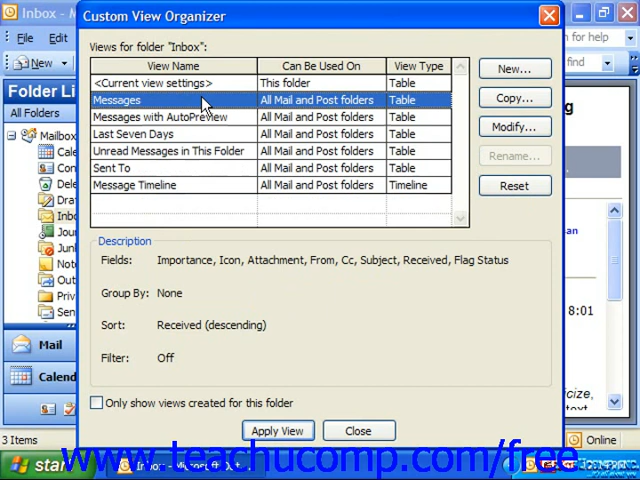 Inbox - M
Custom View Organizer
File Edit
for help
New
Views for folder "Inbox":
View Name Can Be Used On View Type
<Current view settings> This folder Table
Messages All Mail and Post folders Table
Messages with AutoPreview All Mail and Post folders Table
Last Seven Days All Mail and Post folders Table
Unread Messages in This Folder All Mail and Post folders Table
Sent To All Mail and Post folders Table
Message Timeline All Mail and Post folders Timeline
New...
Copy...
Modify...
Rename...
Reset
Folder Li
All Folders
Mailbox
Cale
Con
Dele
Draf
Inbo
Jour
Junk
Note
Out
Priv
Sen
Mail
Calend
Description
Fields: Importance, Icon, Attachment, From, Cc, Subject, Received, Flag Status
Group By: None
Sort: Received (descending)
Filter: Off
Only show views created for this folder
Apply View Close
g
an
8:01
cize,
text
3 Items
Online
start
Inbox - Microsoft Out...
www.teachucomp.com/free